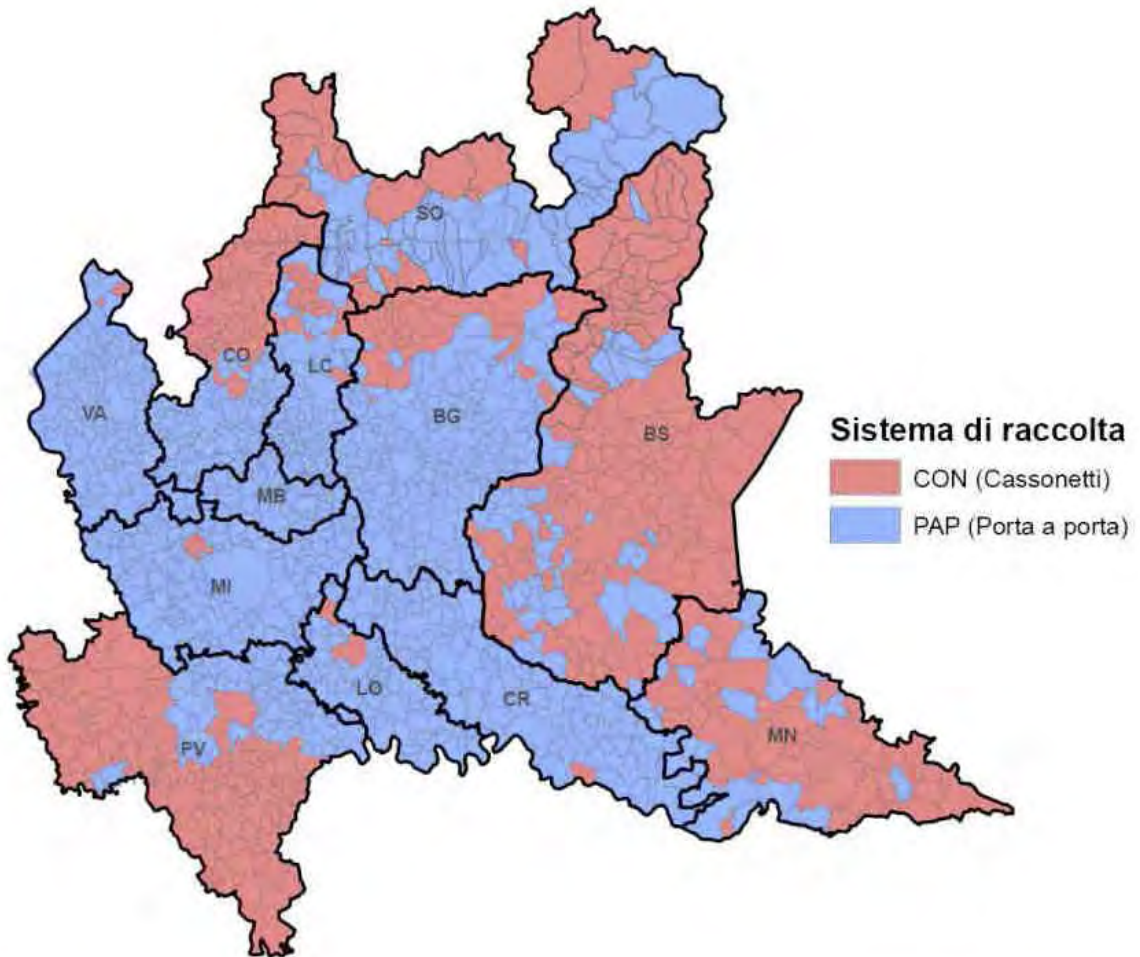 SO
CO
LC
VA
BG
BS
MB
MI
LO
CR
PV
MN
Sistema di raccolta
CON (Cassonetti)
PAP (Porta a porta)